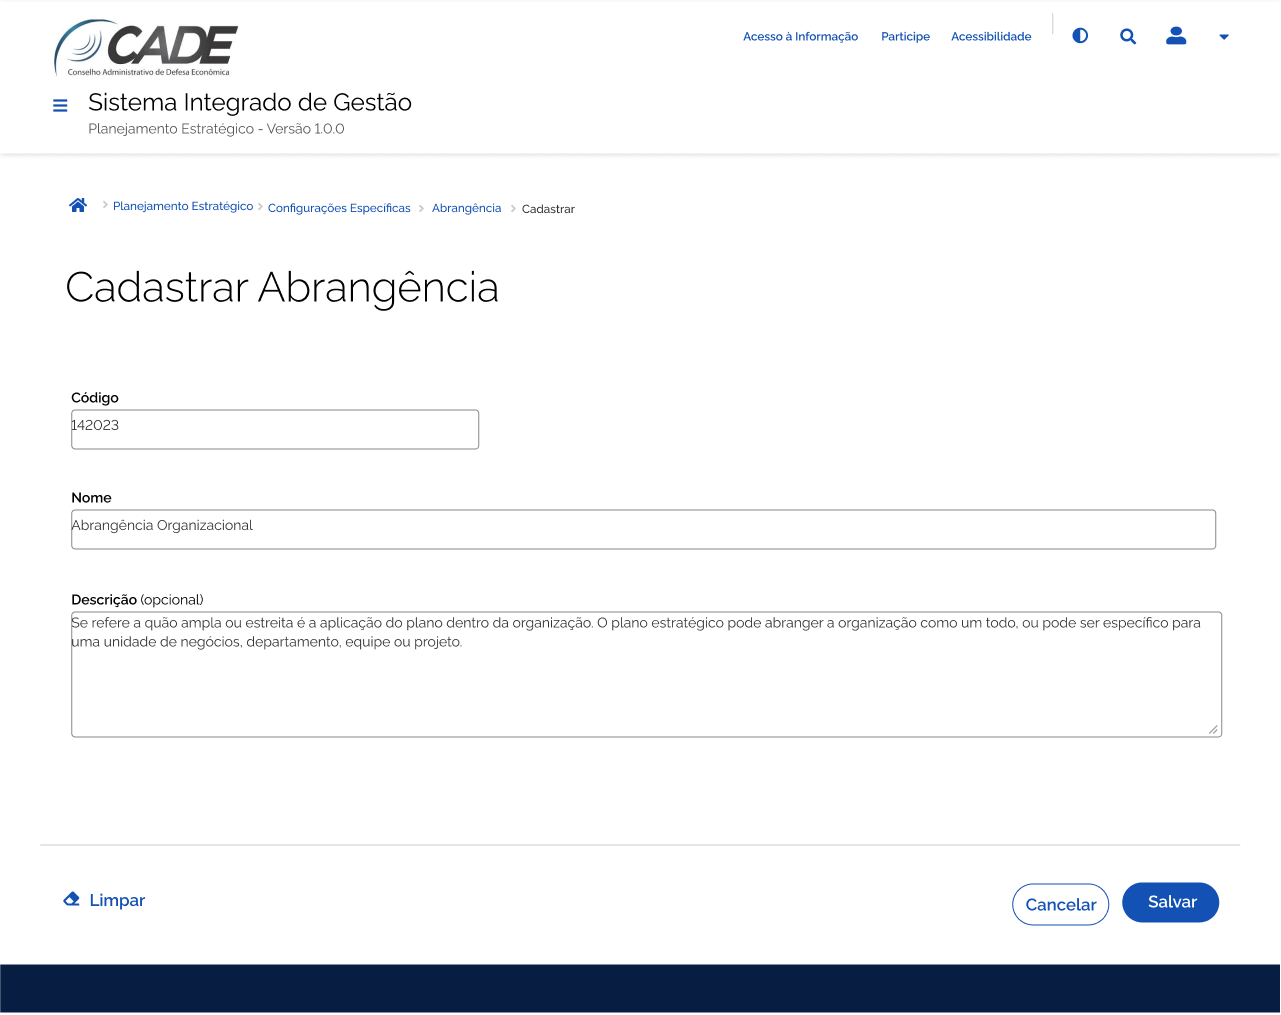 CADE
Conselho Administrativo de Defesa Econômica
Acesso à Informação Participe Acessibilidade
Sistema Integrado de Gestão
Planejamento Estratégico - Versão 1.0.0
Planejamento Estratégico Configurações Específicas Abrangência Cadastrar
Cadastrar Abrangência
Código
142023
Nome
Abrangência Organizacional
Descrição (opcional)
Se refere a quão ampla ou estreita é a aplicação do plano dentro da organização. O plano estratégico pode abranger a organização como um todo, ou pode ser específico para
uma unidade de negócios, departamento, equipe ou projeto.
Limpar
Cancelar
Salvar